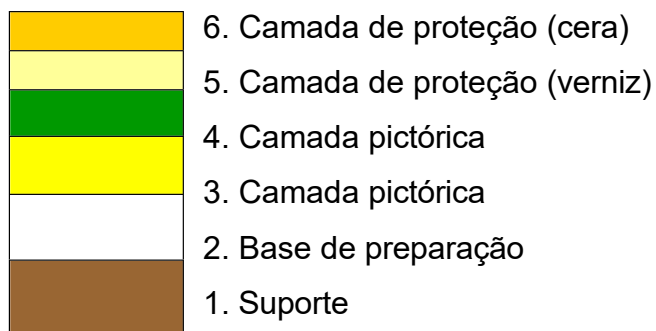 6. Camada de proteção (cera)
5. Camada de proteção (verniz)
4. Camada pictórica
3. Camada pictórica
2. Base de preparação
1. Suporte